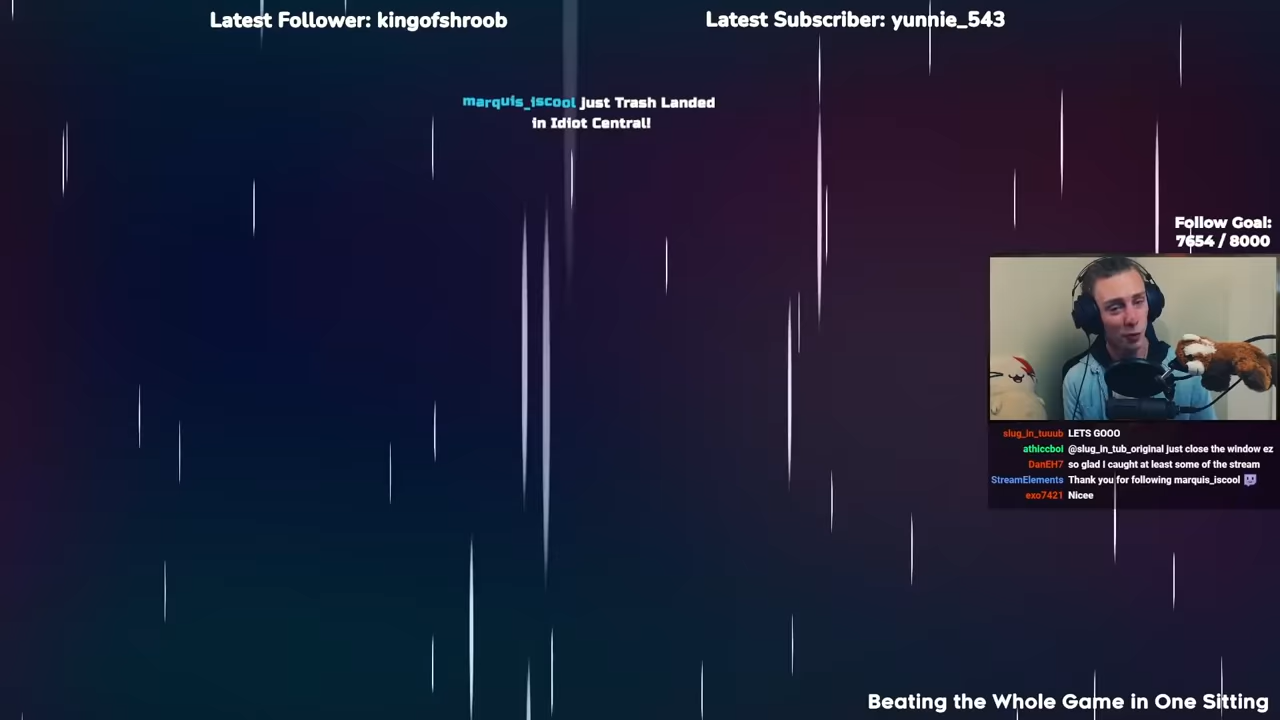 Latest Follower: kingofshroob
Latest Subscriber: yunnie_543
marquis_iscool just Trash Landed
in Idiot Central!
Follow Goal:
7654 / 8000
slug_in_tuuub LETS GOOO
athiccboi @slug_in_tub_original just close the window ez
DanEH7 so glad I caught at least some of the stream
StreamElements Thank you for following marquis_iscool
exo7421 Nicee
Beating the Whole Game in One Sitting